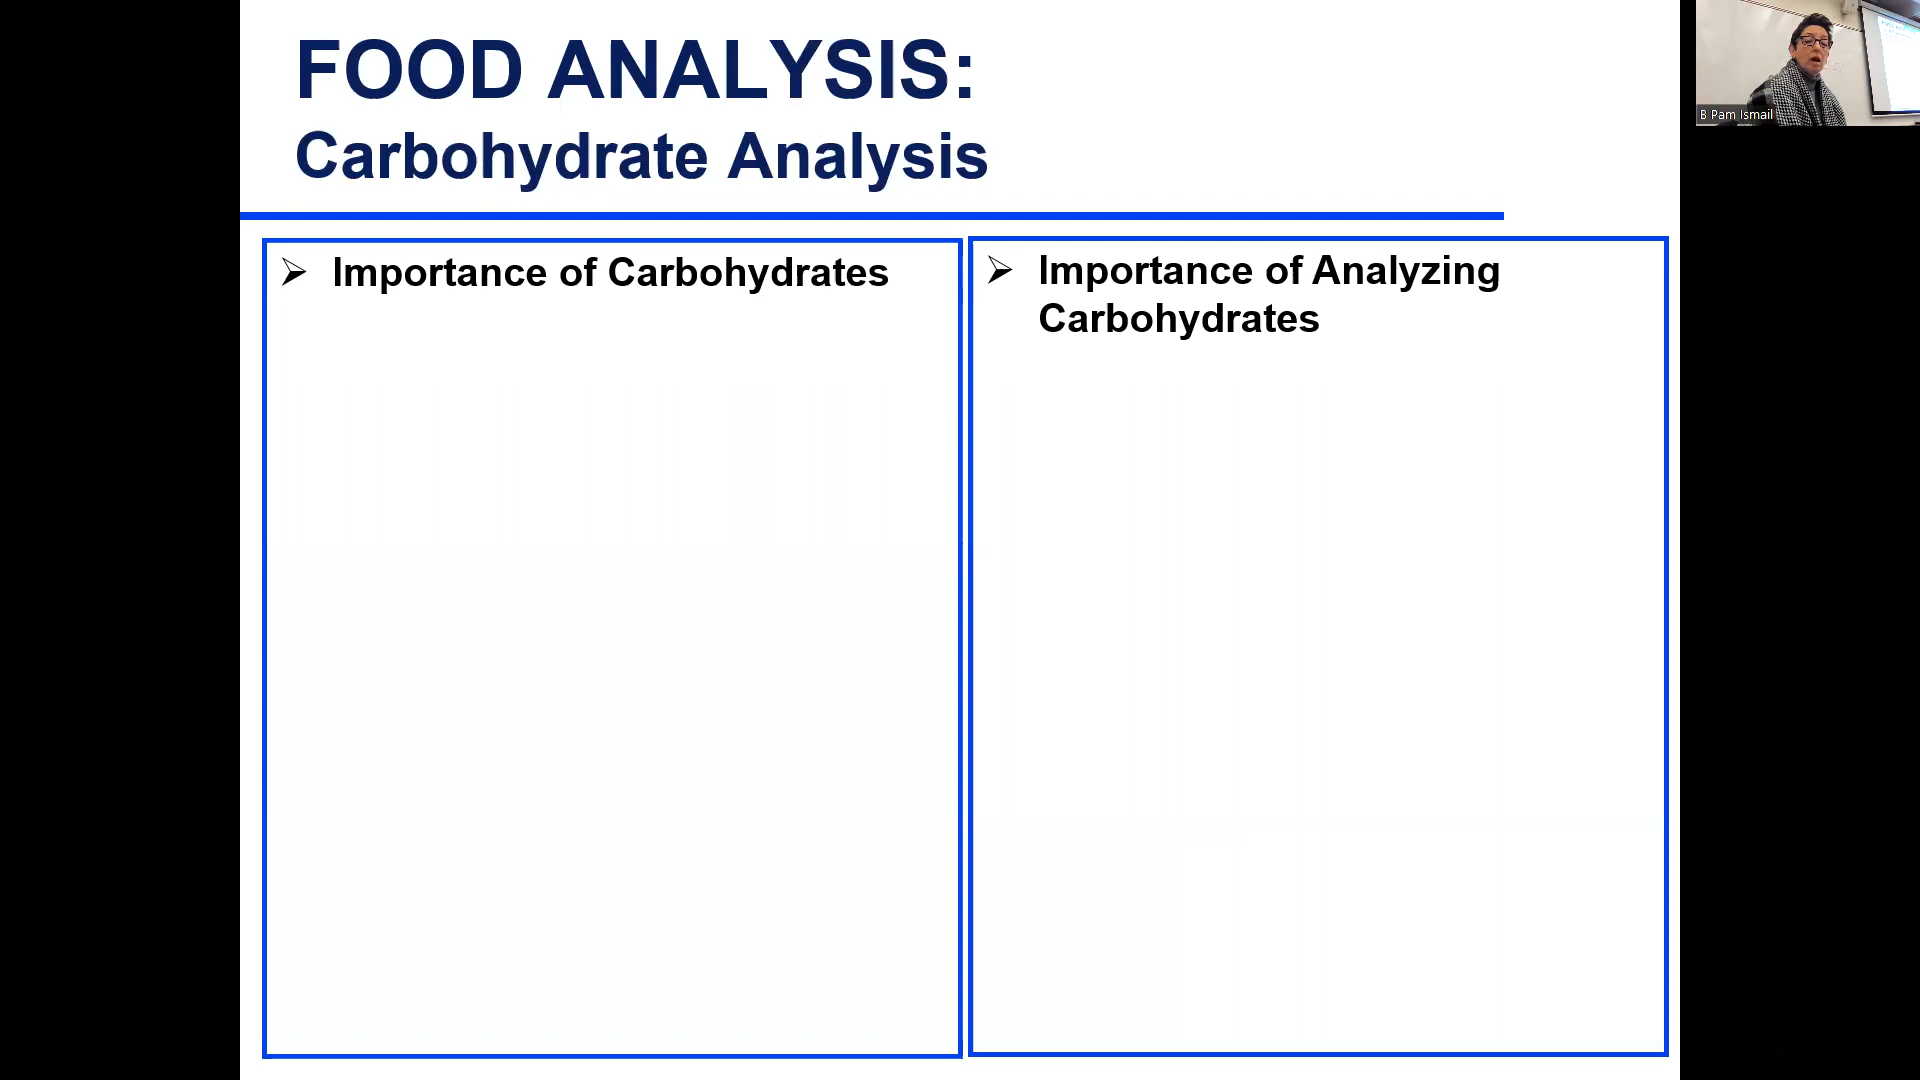 FOOD ANALYSIS:
Carbohydrate Analysis
➢ Importance of Carbohydrates
➢ Importance of Analyzing
Carbohydrates
B Pam Ismail